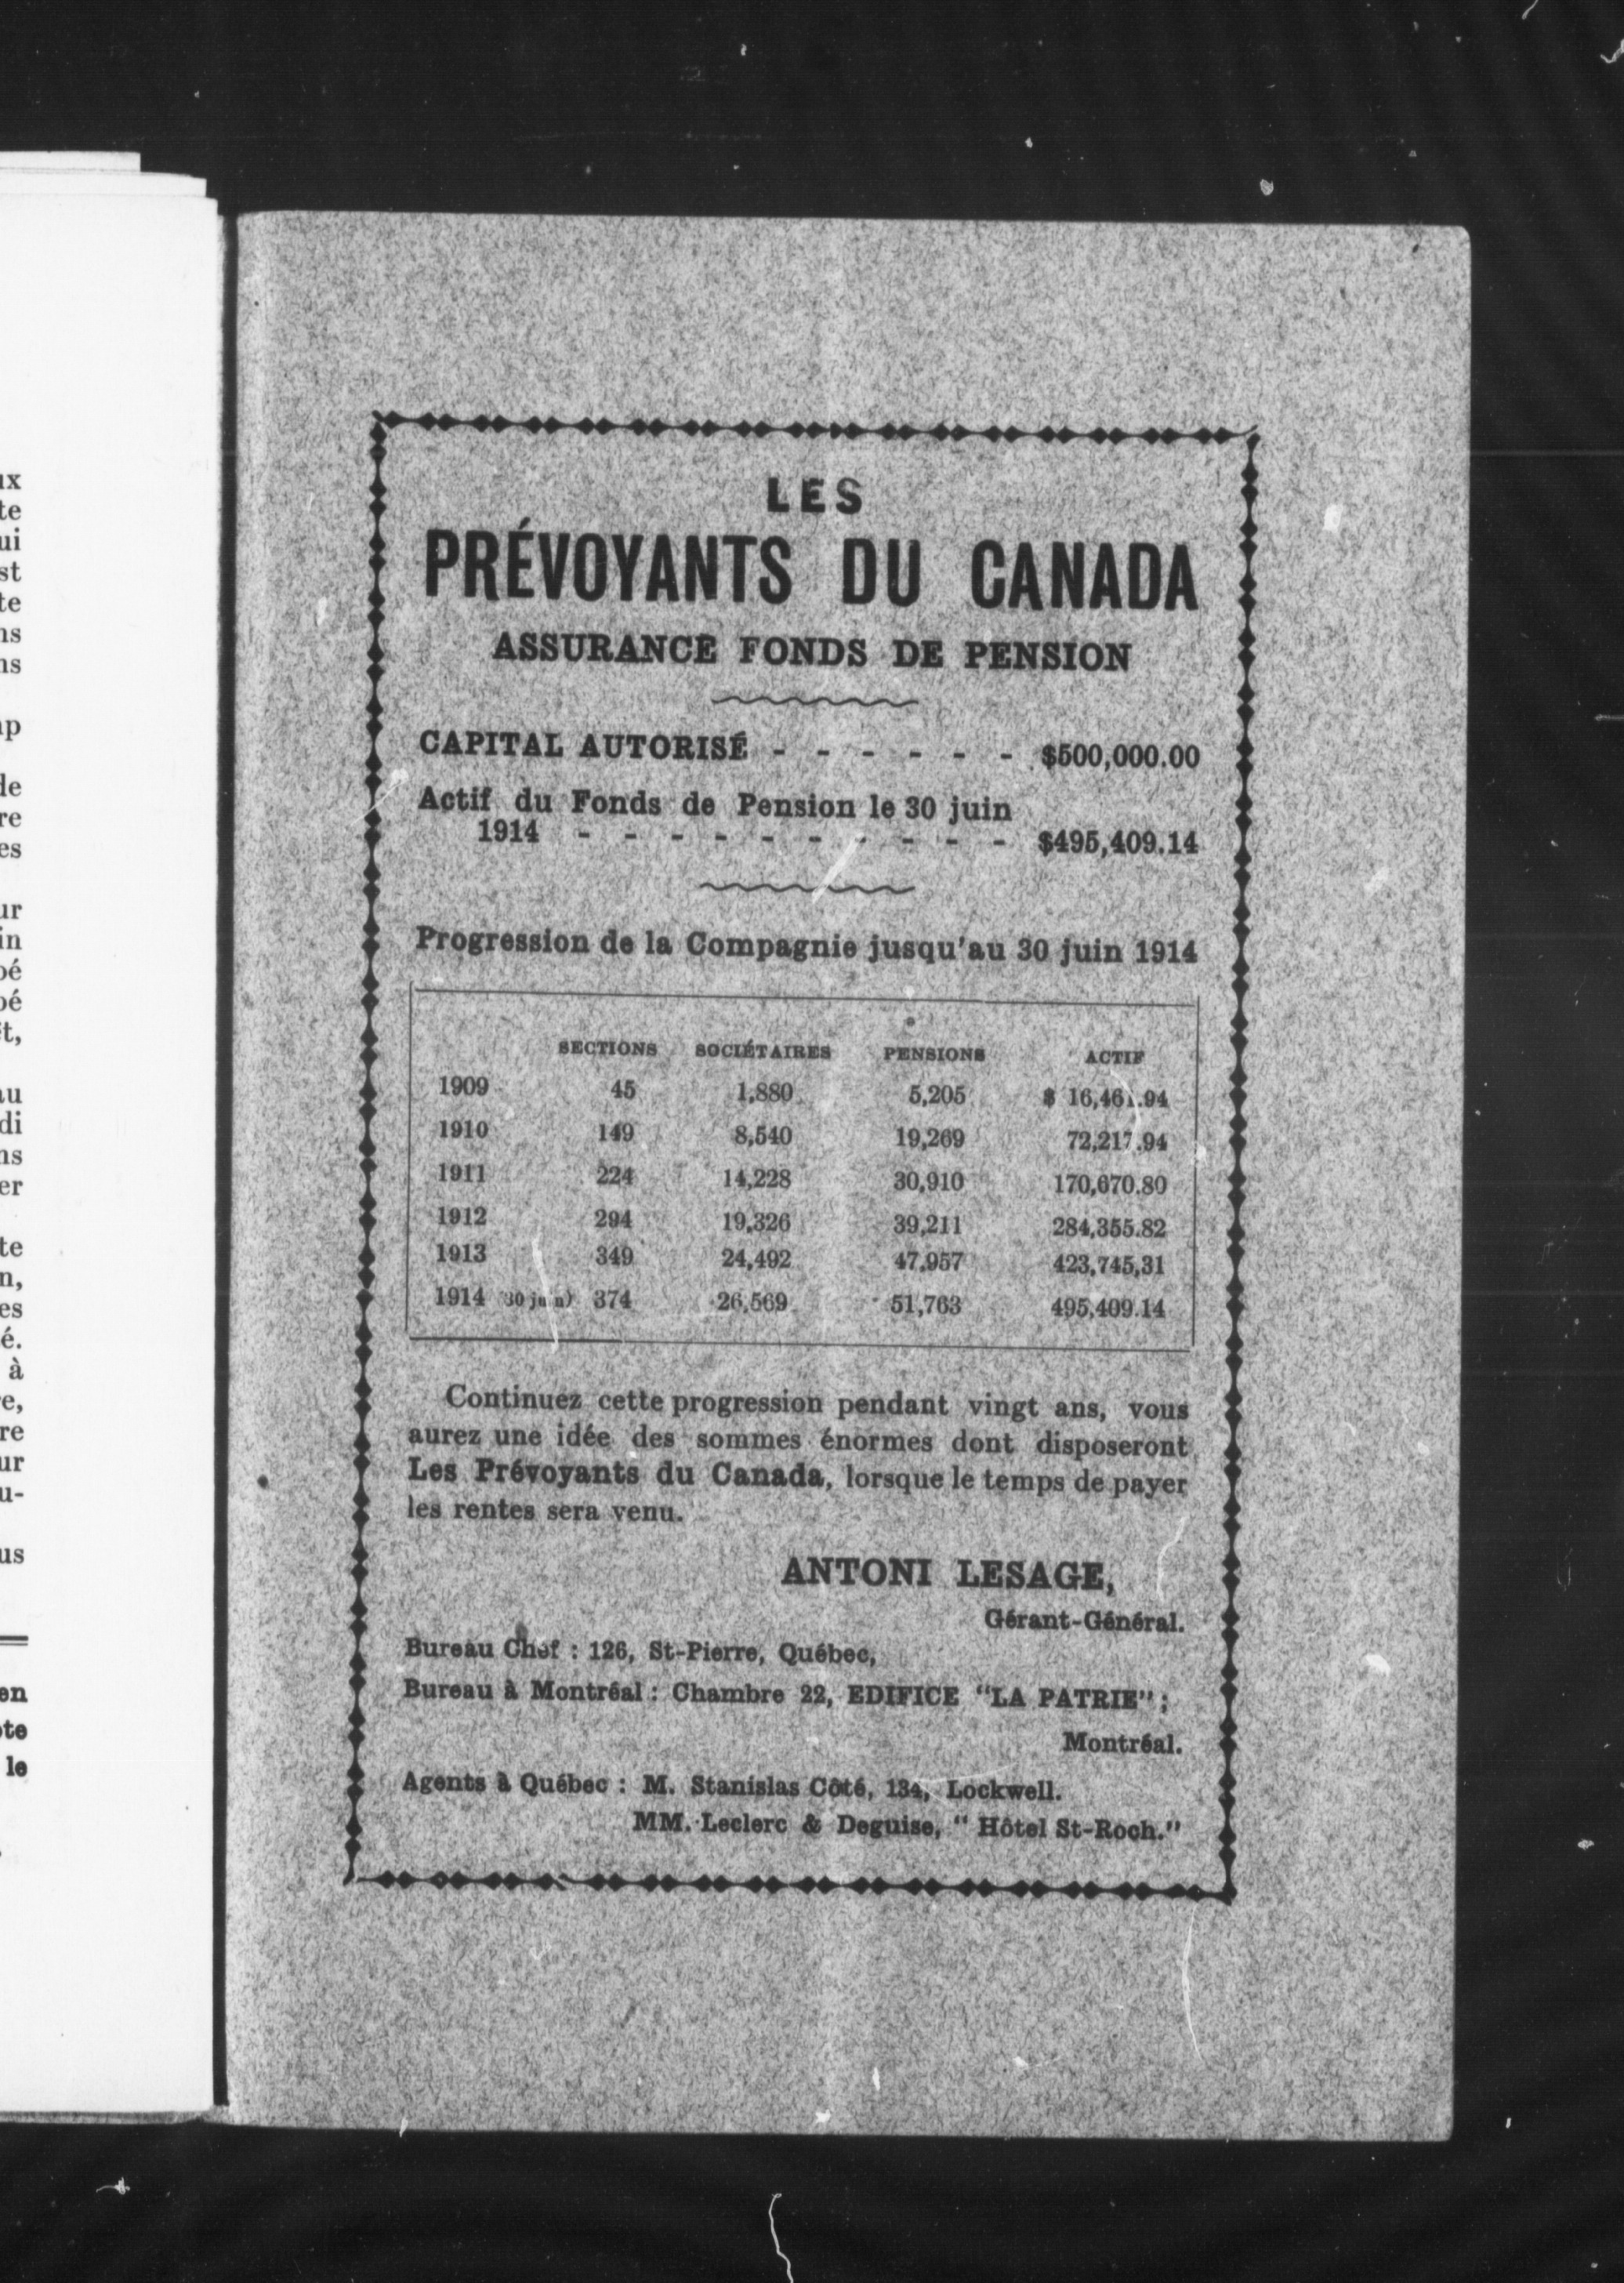 LES
PRÉVOYANTS DU CANADA
ASSURANCE FONDS DE PENSION
CAPITAL AUTORISÉ - - - - - - $500,000.00
Actif du Fonds de Pension le 30 juin
1914 - - - - - - - - - - $495,409.14
Progression de la Compagnie jusqu'au 30 juin 1914
SECTIONS SOCIÉTAIRES PENSIONS ACTIF
1909 45 1,880 5,205 $ 16,461.94
1910 149 8,540 19,269 72,217.94
1911 224 14,228 30,910 170,670.80
1912 294 19,326 39,211 284,355.82
1913 349 24,492 47,957 423,745,31
1914 30 juin) 374 26,569 51,763 495,409.14
Continuez cette progression pendant vingt ans, vous
aurez une idée des sommes énormes dont disposeront
Les Prévoyants du Canada, lorsque le temps de payer
les rentes sera venu.
ANTONI LESAGE,
Gérant-Général.
Bureau Chef : 126, St-Pierre, Québec,
Bureau à Montréal : Chambre 22, EDIFICE "LA PATRIE" ;
Montréal.
Agents à Québec : M. Stanislas Côté, 134, Lockwell.
MM. Leclerc & Deguise, " Hôtel St-Roch."